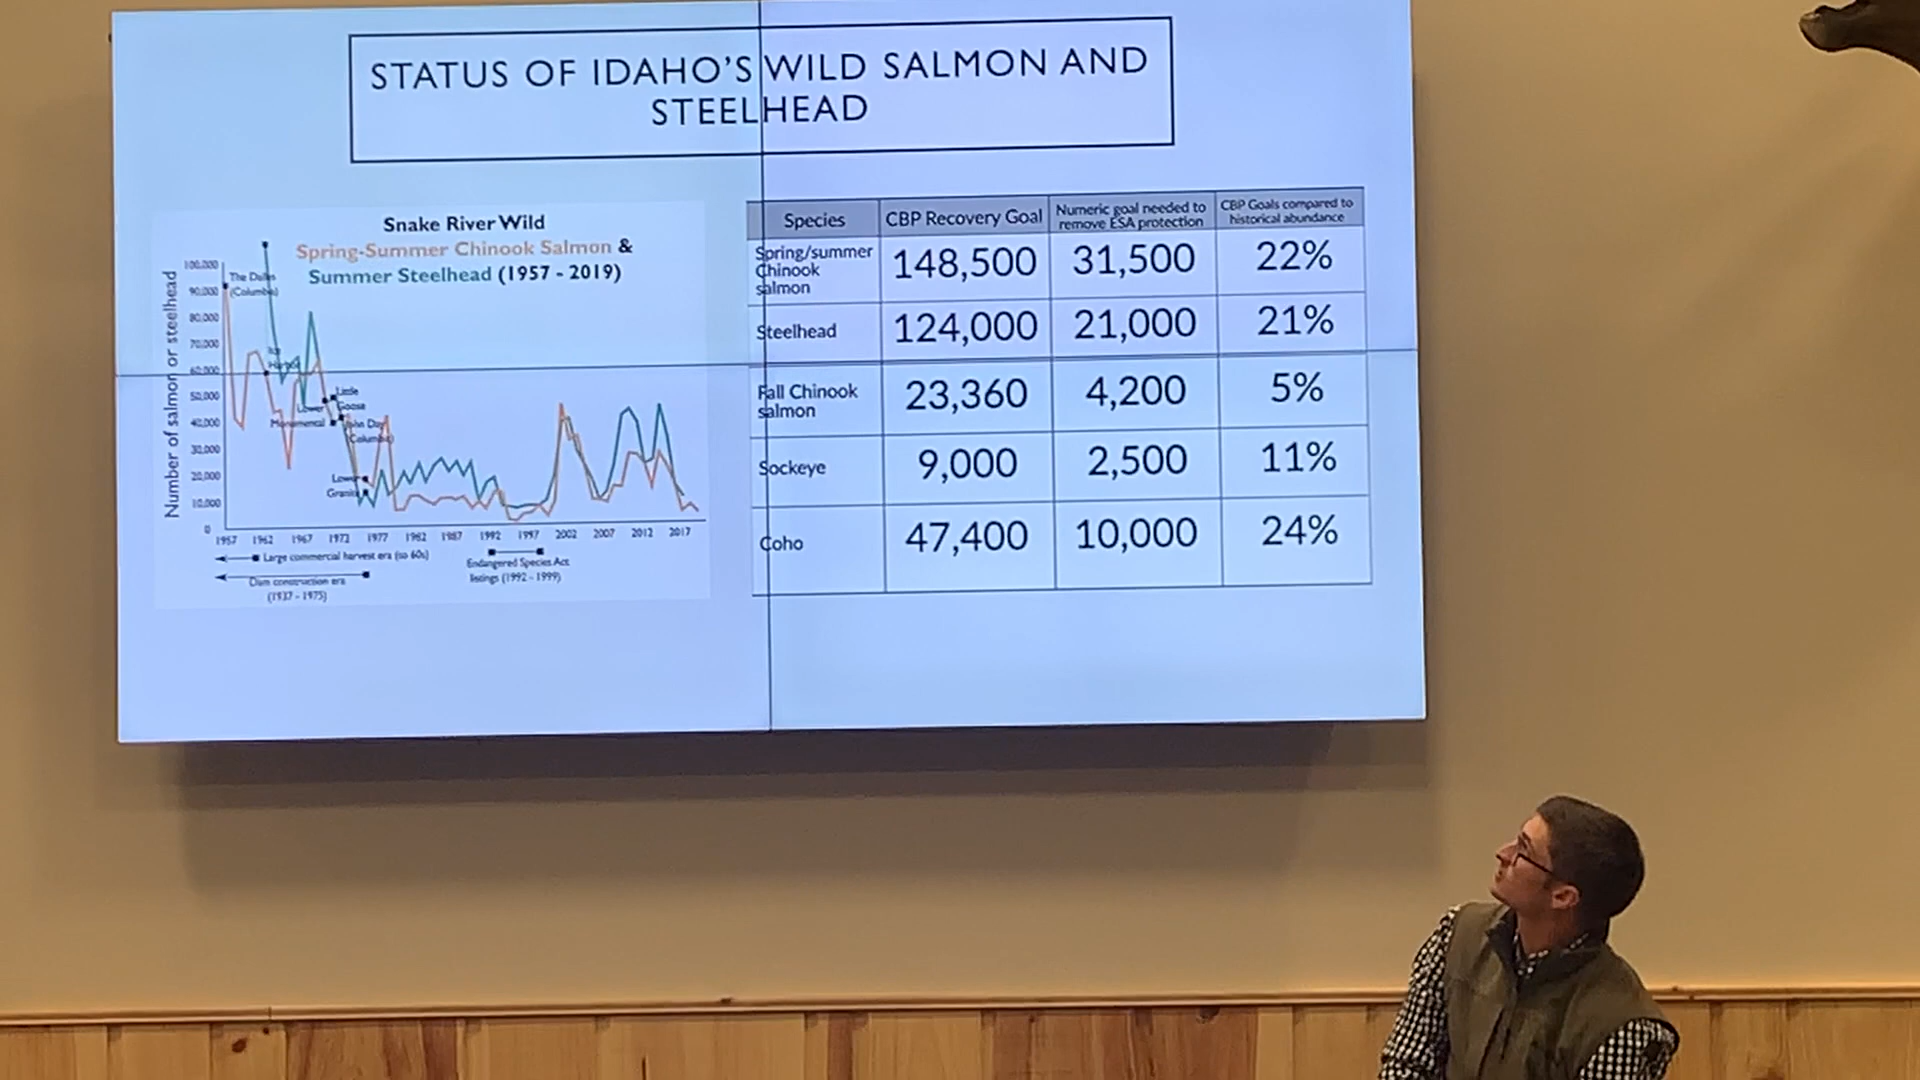 STATUS OF IDAHO'S WILD SALMON AND
STEELHEAD
Snake River Wild
Spring-Summer Chinook Salmon &
Summer Steelhead (1957 - 2019)
Number of salmon or steelhead
100,000
90,000
80,000
70,000
60,000
50,000
40,000
30,000
20,000
10,000
0
The Dalles
(Columbia)
Ice
Harbor
Lower
Monumental
Little
Goose
John Day
(Columbia)
Lower
Granite
1957 1962 1967 1972 1977 1982 1987 1992 1997 2002 2007 2012 2017
Large commercial harvest era (to 60s)
Dam construction era
(1937 - 1975)
Endangered Species Act
listings (1992 - 1999)
Species CBP Recovery Goal Numeric goal needed to remove ESA protection CBP Goals compared to historical abundance
Spring/summer Chinook salmon 148,500 31,500 22%
Steelhead 124,000 21,000 21%
Fall Chinook salmon 23,360 4,200 5%
Sockeye 9,000 2,500 11%
Coho 47,400 10,000 24%